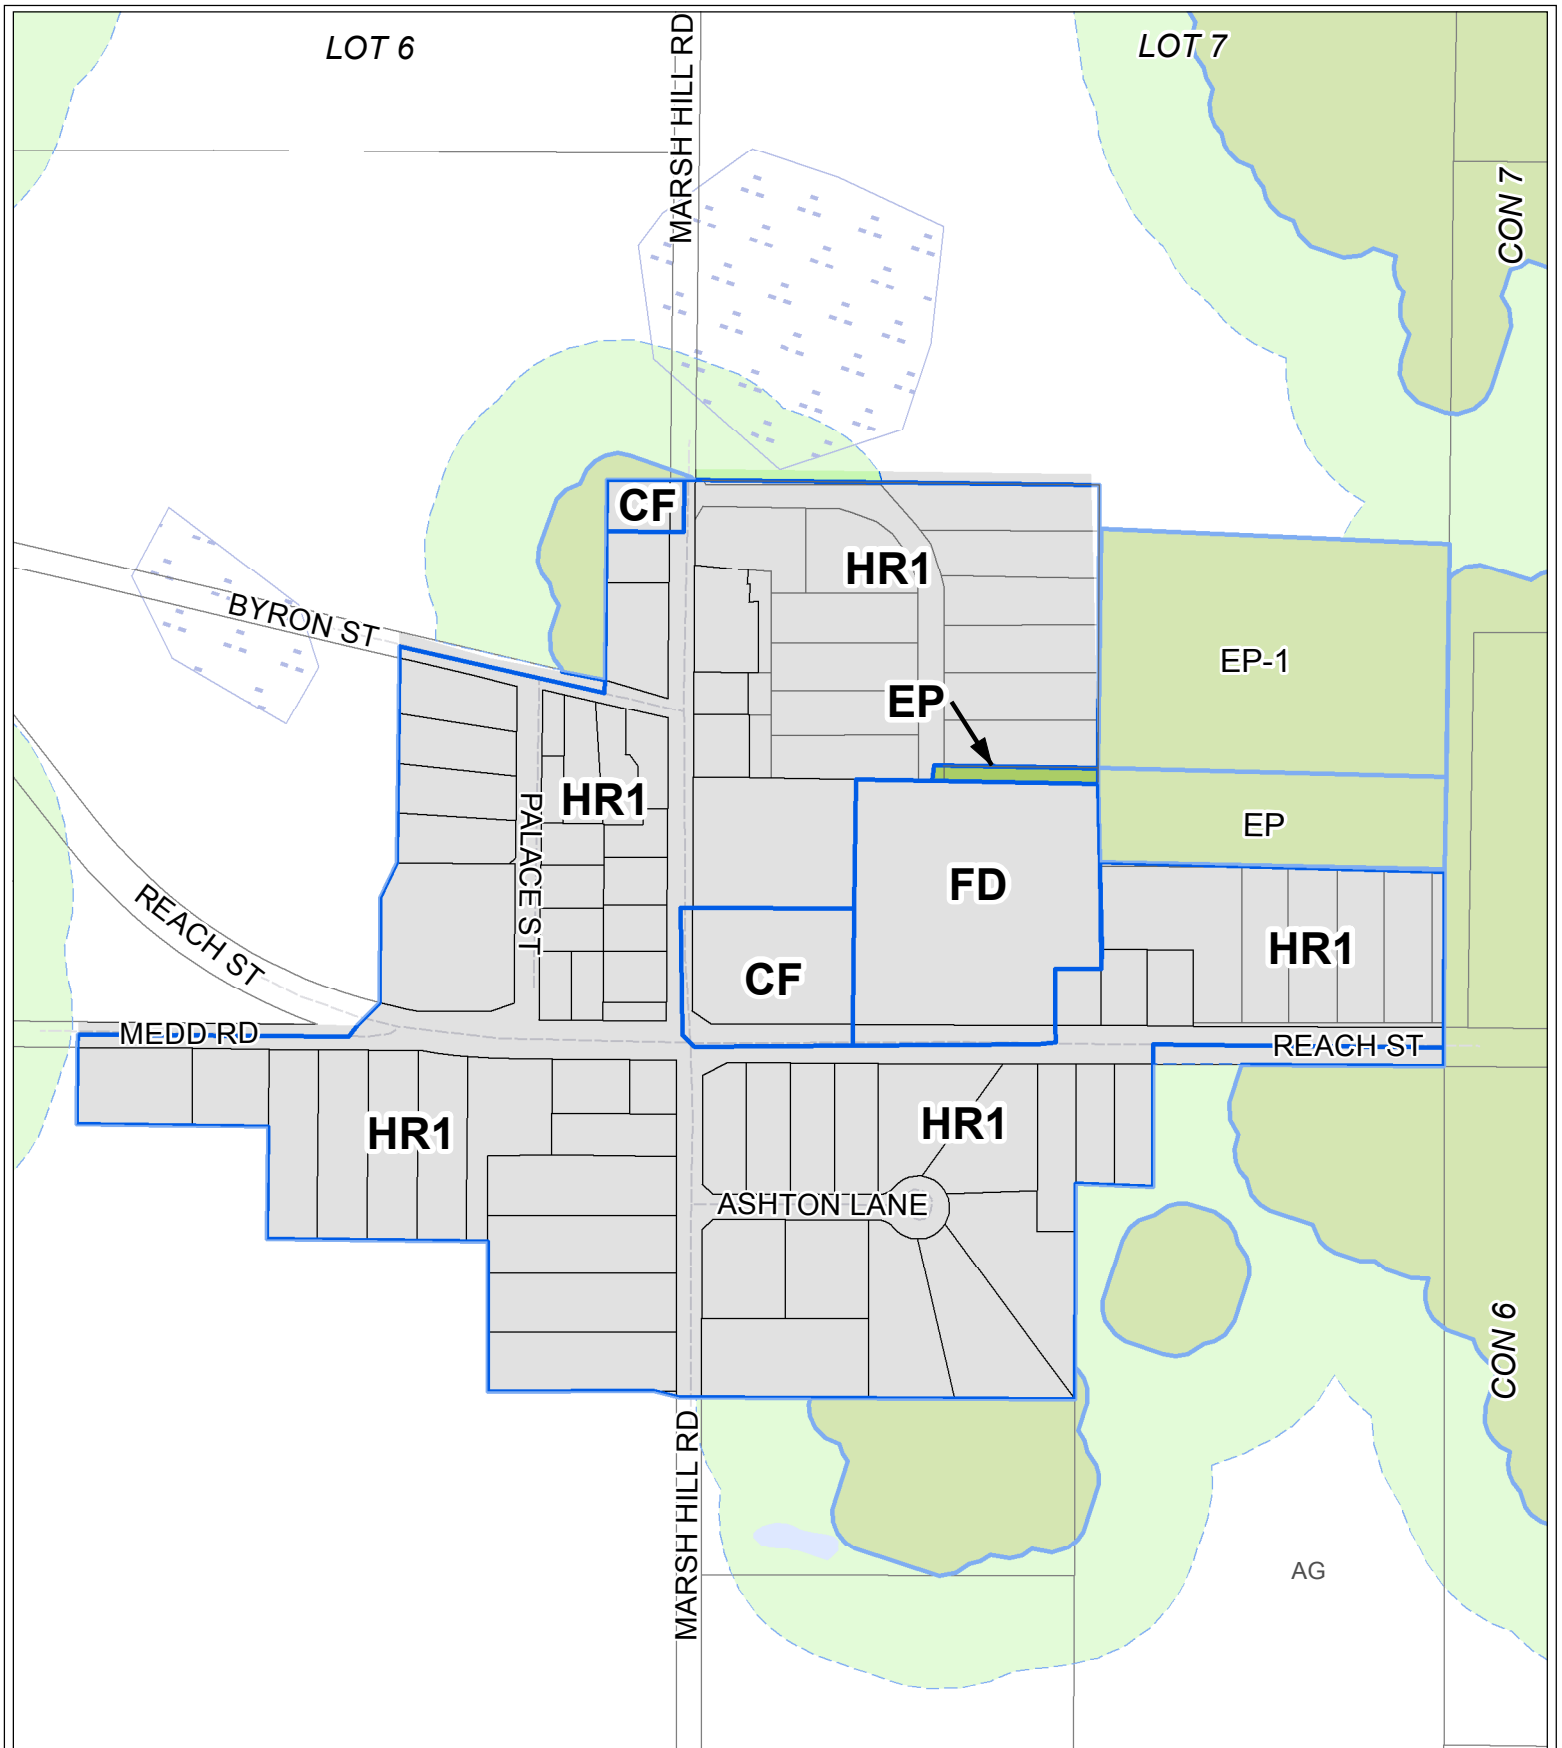 LOT 6
LOT 7
MARSH HILL RD
CON 7
CF
HR1
BYRON ST
EP-1
EP
HR1
PALACE ST
EP
FD
REACH ST
HR1
CF
MEDD RD
REACH ST
HR1
HR1
ASHTON LANE
CON 6
MARSH HILL RD
AG